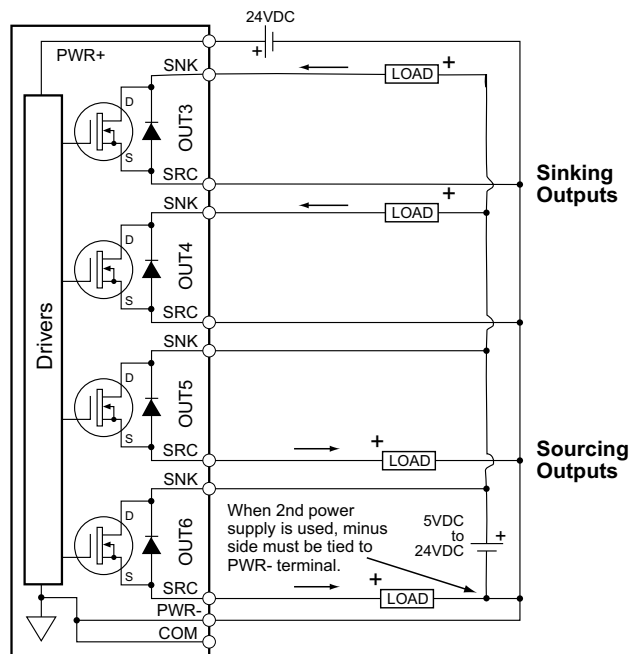 24VDC
+
PWR+
SNK
LOAD
+
D
S
OUT3
SRC
Sinking
Outputs
SNK
LOAD
+
D
S
OUT4
SRC
Drivers
SNK
D
S
OUT5
SRC
+
LOAD
Sourcing
Outputs
SNK
D
S
OUT6
When 2nd power
supply is used, minus
side must be tied to
PWR- terminal.
5VDC
to
24VDC
+
SRC
+
LOAD
PWR-
COM